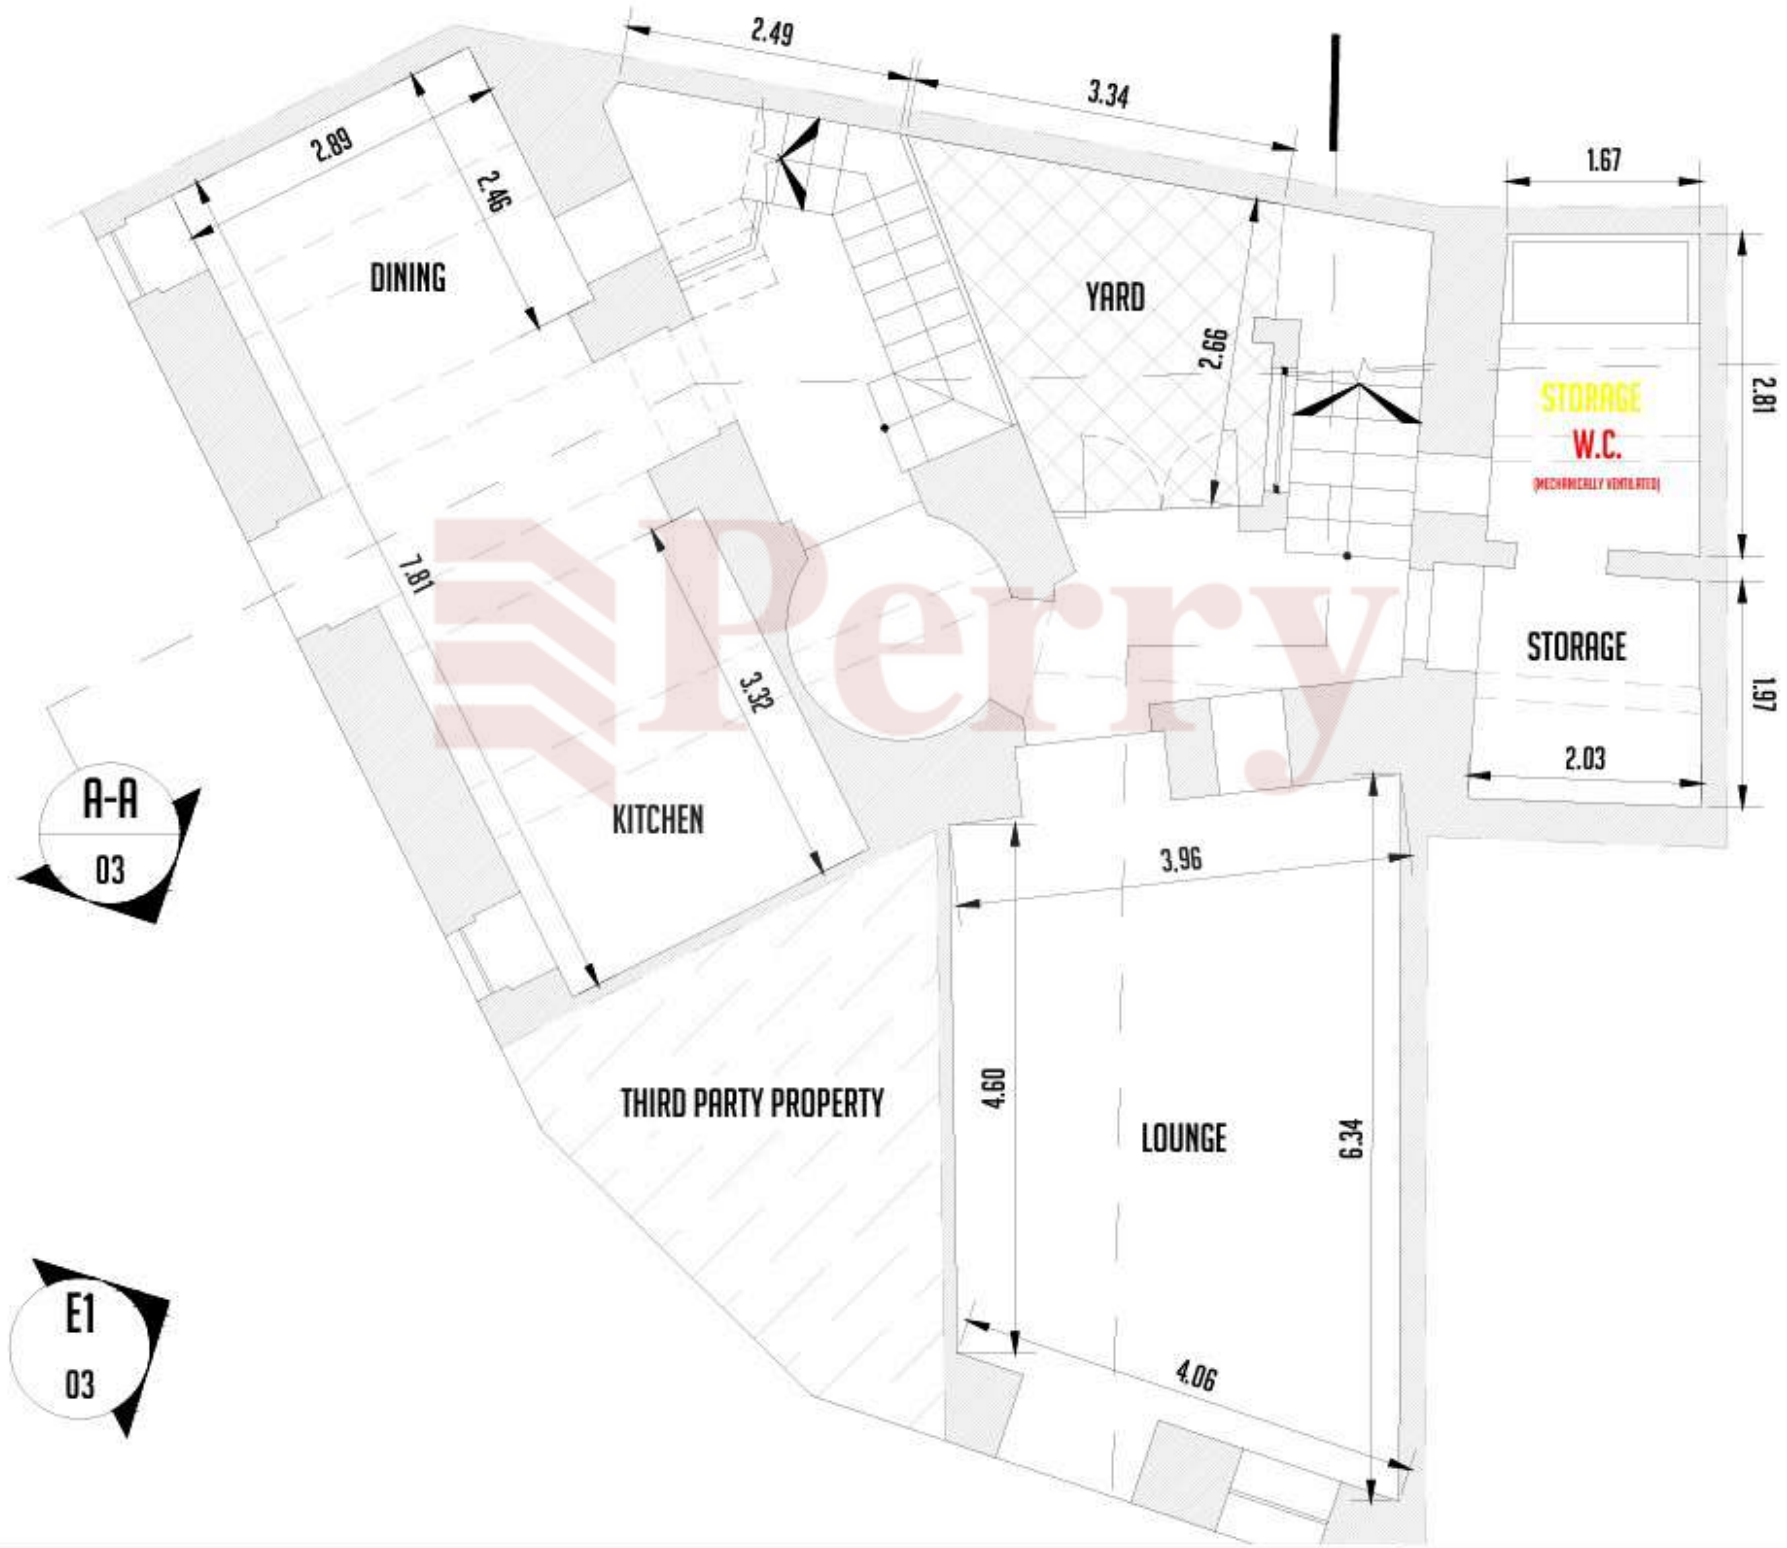 2.49
3.34
1.67
2.89
2.46
DINING
YARD
2.66
2.81
STORAGE
W.C.
(MECHANICALLY VENTILATED)
7.81
Perry
3.32
STORAGE
1.97
2.03
A-A
03
KITCHEN
3.96
4.60
THIRD PARTY PROPERTY
LOUNGE
6.34
E1
03
4.06